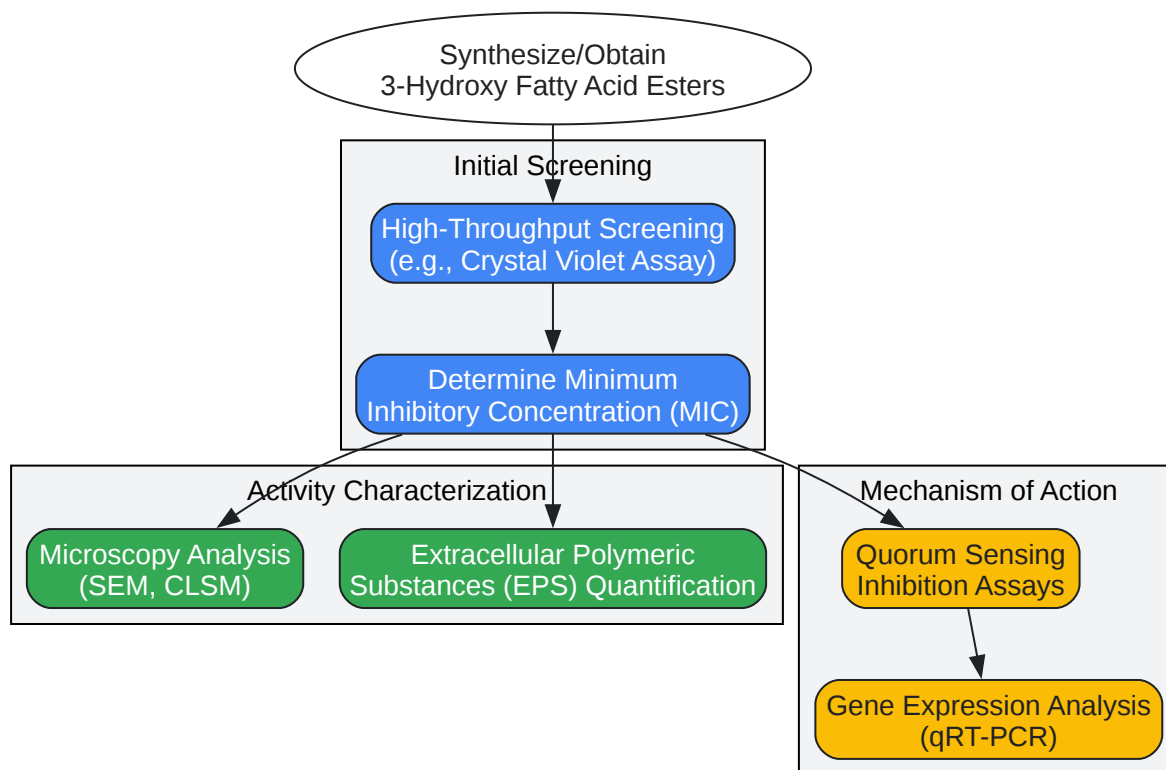 Synthesize/Obtain
3-Hydroxy Fatty Acid Esters
Initial Screening
High-Throughput Screening
(e.g., Crystal Violet Assay)
Determine Minimum
Inhibitory Concentration (MIC)
Activity Characterization
Microscopy Analysis
(SEM, CLSM)
Extracellular Polymeric
Substances (EPS) Quantification
Mechanism of Action
Quorum Sensing
Inhibition Assays
Gene Expression Analysis
(qRT-PCR)